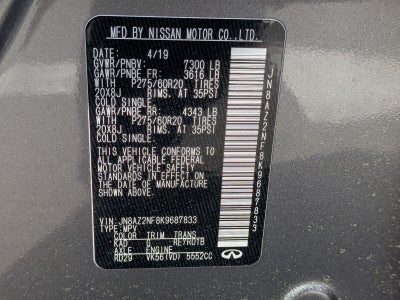 MFD BY NISSAN MOTOR CO.,LTD.
DATE: 4/19
GVWR/PNBV: 7300 LB
GAWR/PNBE FR: 3616 LB
WITH P275/60R20 TIRES
20X8J RIMS, AT 35PSI
COLD SINGLE.
GAWR/PNBE RR: 4343 LB
WITH P275/60R20 TIRES
20X8J RIMS, AT 35PSI
COLD SINGLE.
THIS VEHICLE CONFORMS TO
ALL APPLICABLE FEDERAL
MOTOR VEHICLE SAFETY
STANDARDS IN EFFECT ON THE
DATE OF MANUFACTURE
SHOWN ABOVE.
VIN: JN8AZ2NF8K9687833
TYPE: MPV
COLOR TRIM TRANS
KAD G RE7R01B
AXLE ENGINE
RD29 VK56(VD) 5552CC
JN8AZ2NF8K9687833
INFINITI